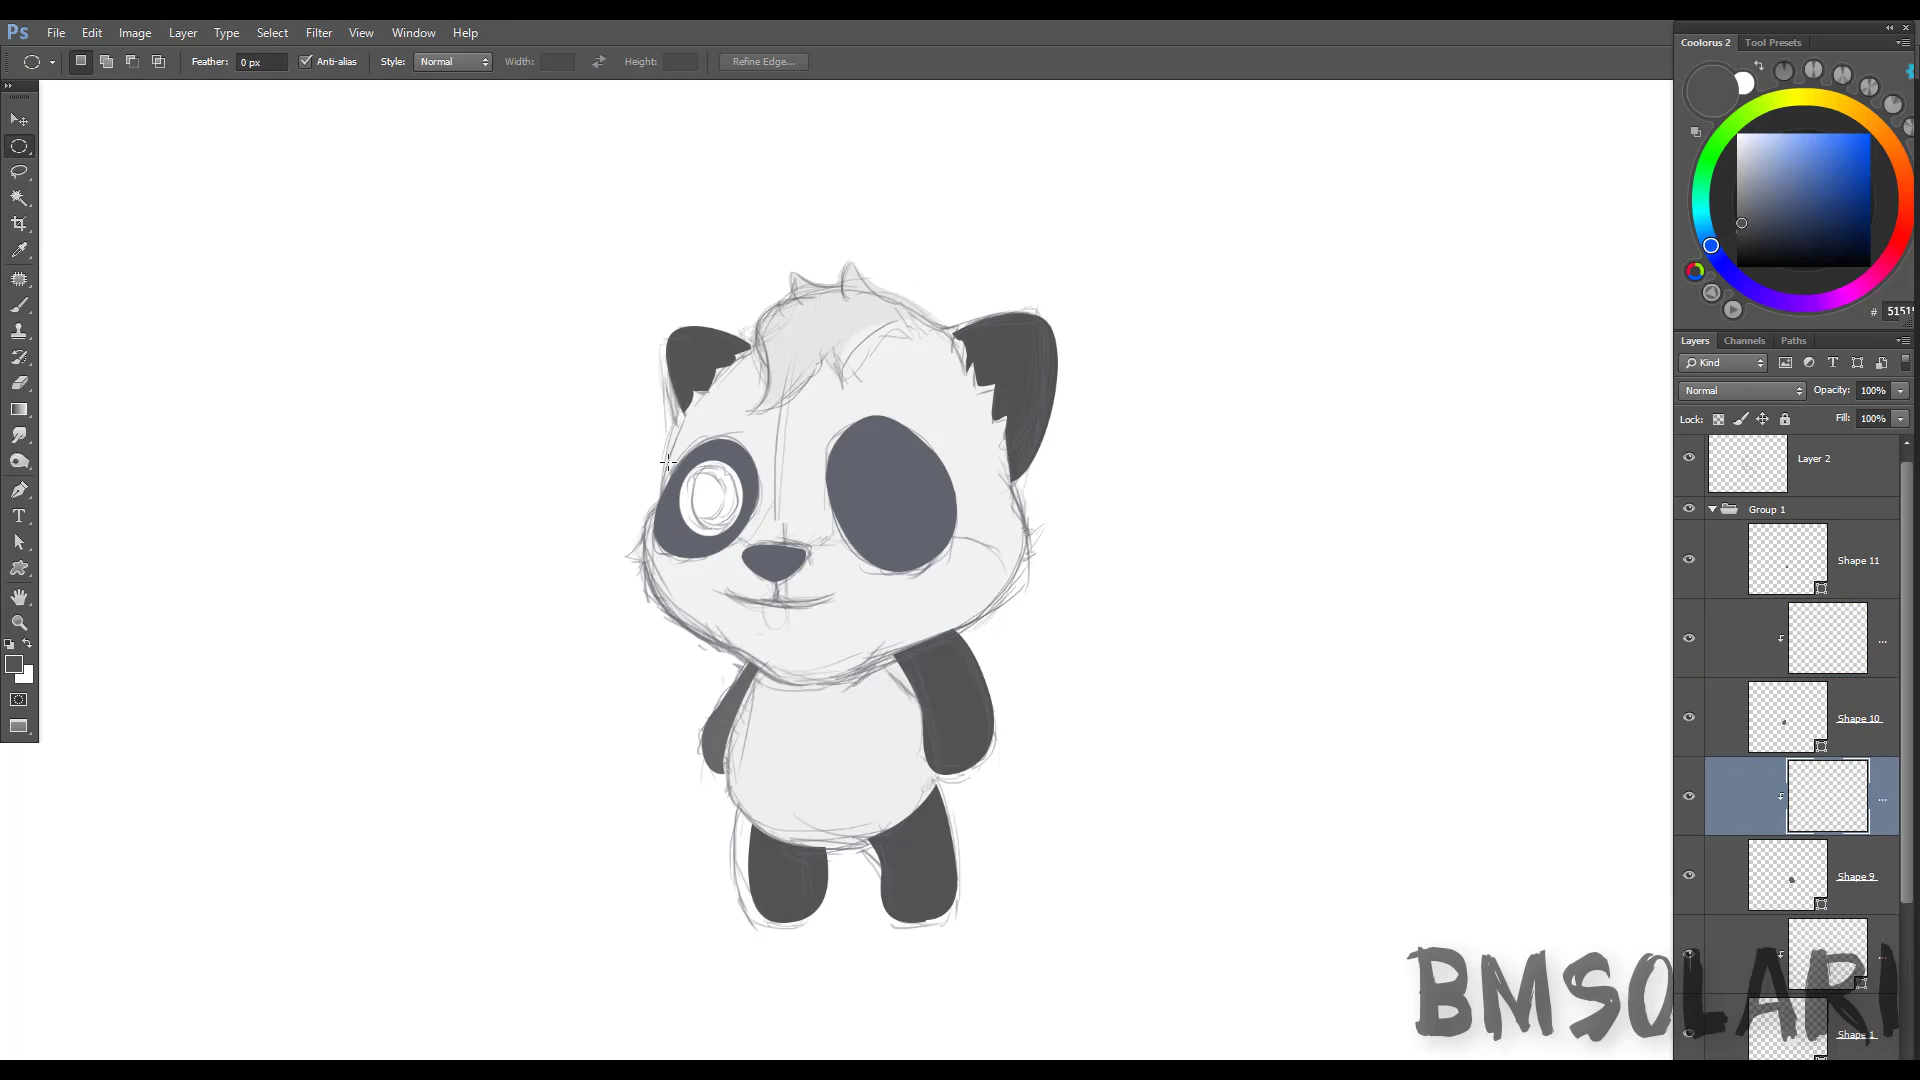 Ps File Edit Image Layer Type Select Filter View Window Help
Feather: 0 px Anti-alias Style: Normal Width: Height: Refine Edge...
Coolorus 2 Tool Presets
# 5151
Layers Channels Paths
Kind
Normal Opacity: 100%
Lock: Fill: 100%
Layer 2
Group 1
Shape 11
...
Shape 10
...
Shape 9
...
Shape 1
BMSOLARI